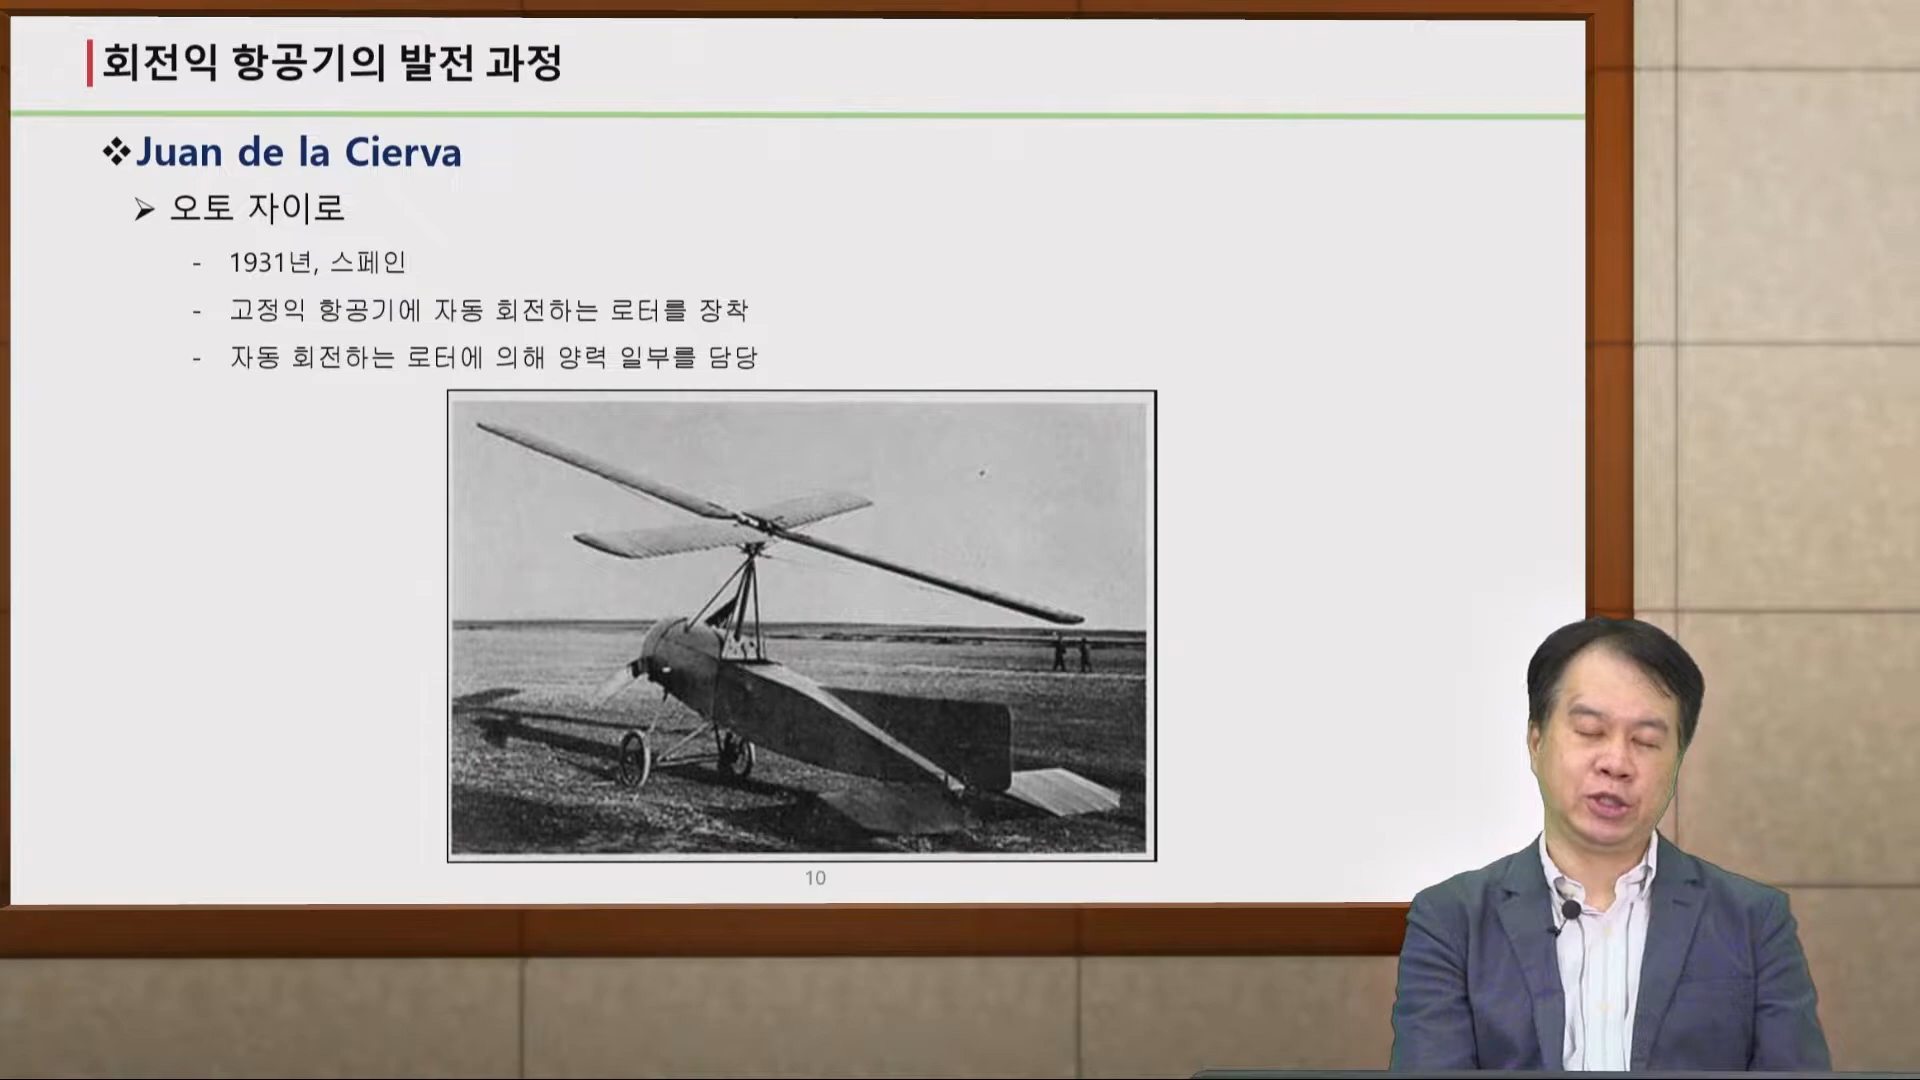 회전익 항공기의 발전 과정
❖Juan de la Cierva
➢ 오토 자이로
- 1931년, 스페인
- 고정익 항공기에 자동 회전하는 로터를 장착
- 자동 회전하는 로터에 의해 양력 일부를 담당
10